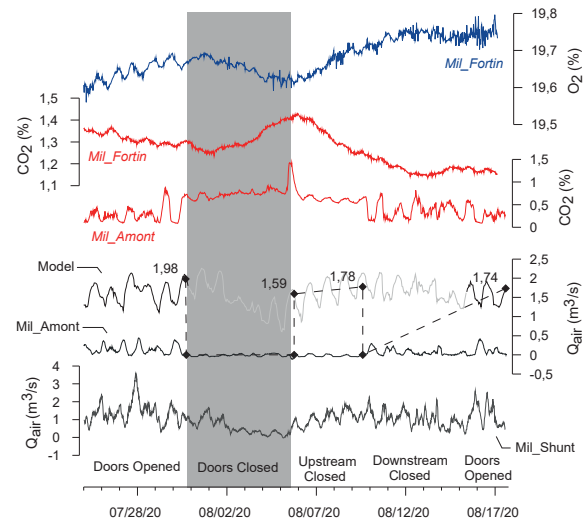 19,8
19,7
Mil_Fortin
O2 (%)
19,6
1,5
19,5
1,4
CO2 (%)
1,3
1,2
Mil_Fortin
1,1
1,5
1,0
CO2 (%)
0,5
Mil_Amont
0,0
Model
1,98
1,59
1,78
1,74
2,5
2
1,5
1
0,5
0
-0,5
Qair (m3/s)
Mil_Amont
4
3
2
1
0
-1
Qair (m3/s)
Mil_Shunt
Doors Opened
Doors Closed
Upstream
Closed
Downstream
Closed
Doors
Opened
07/28/20
08/02/20
08/07/20
08/12/20
08/17/20